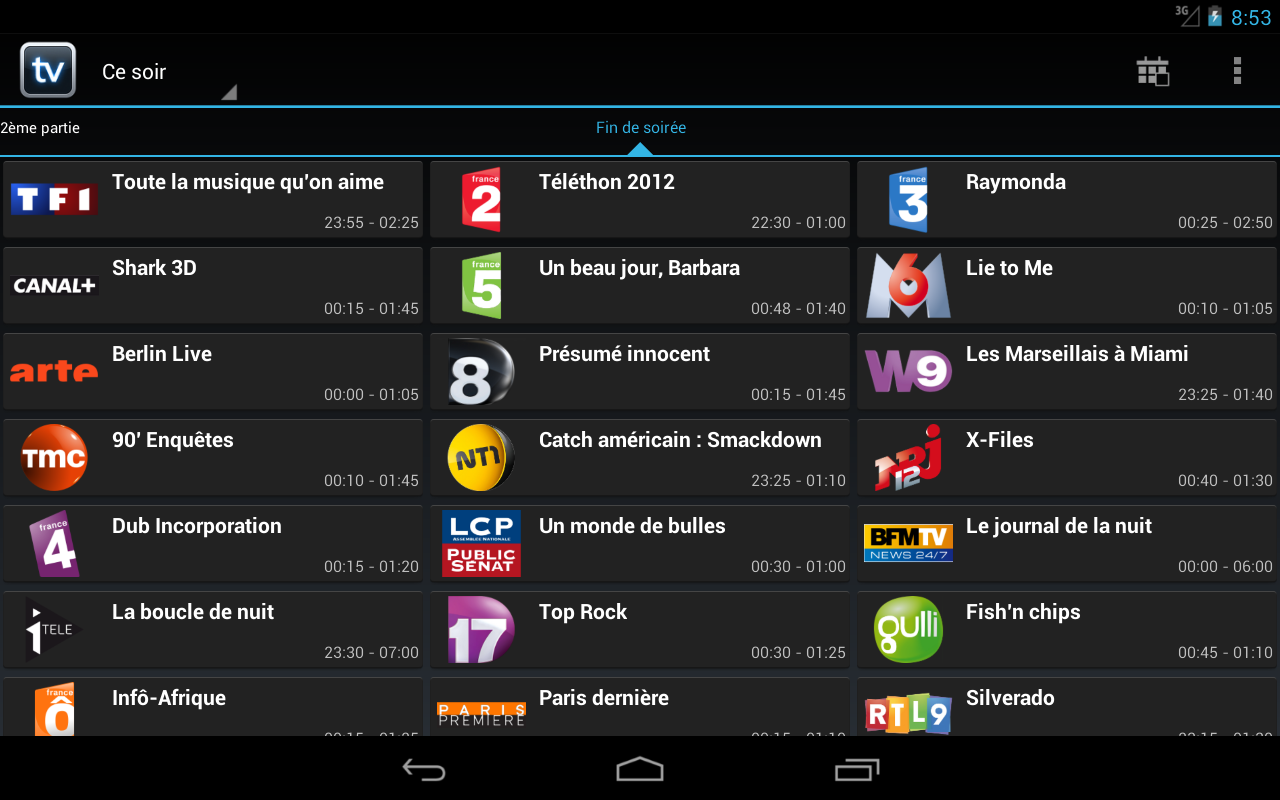 3G 8:53
tv Ce soir
2ème partie Fin de soirée
TF1 Toute la musique qu'on aime
23:55 - 02:25
france 2 Téléthon 2012
22:30 - 01:00
france 3 Raymonda
00:25 - 02:50
CANAL+ Shark 3D
00:15 - 01:45
france 5 Un beau jour, Barbara
00:48 - 01:40
M6 Lie to Me
00:10 - 01:05
arte Berlin Live
00:00 - 01:05
8 Présumé innocent
00:15 - 01:45
W9 Les Marseillais à Miami
23:25 - 01:40
TMC 90' Enquêtes
00:10 - 01:45
NT1 Catch américain : Smackdown
23:25 - 01:10
NRJ 12 X-Files
00:40 - 01:30
france 4 Dub Incorporation
00:15 - 01:20
LCP ASSEMBLÉE NATIONALE PUBLIC SÉNAT Un monde de bulles
00:30 - 01:00
BFMTV NEWS 24/7 Le journal de la nuit
00:00 - 06:00
i TELE La boucle de nuit
23:30 - 07:00
17 Top Rock
00:30 - 01:25
gulli Fish'n chips
00:45 - 01:10
france Ô Infô-Afrique
PARIS PREMIERE Paris dernière
RTL9 Silverado